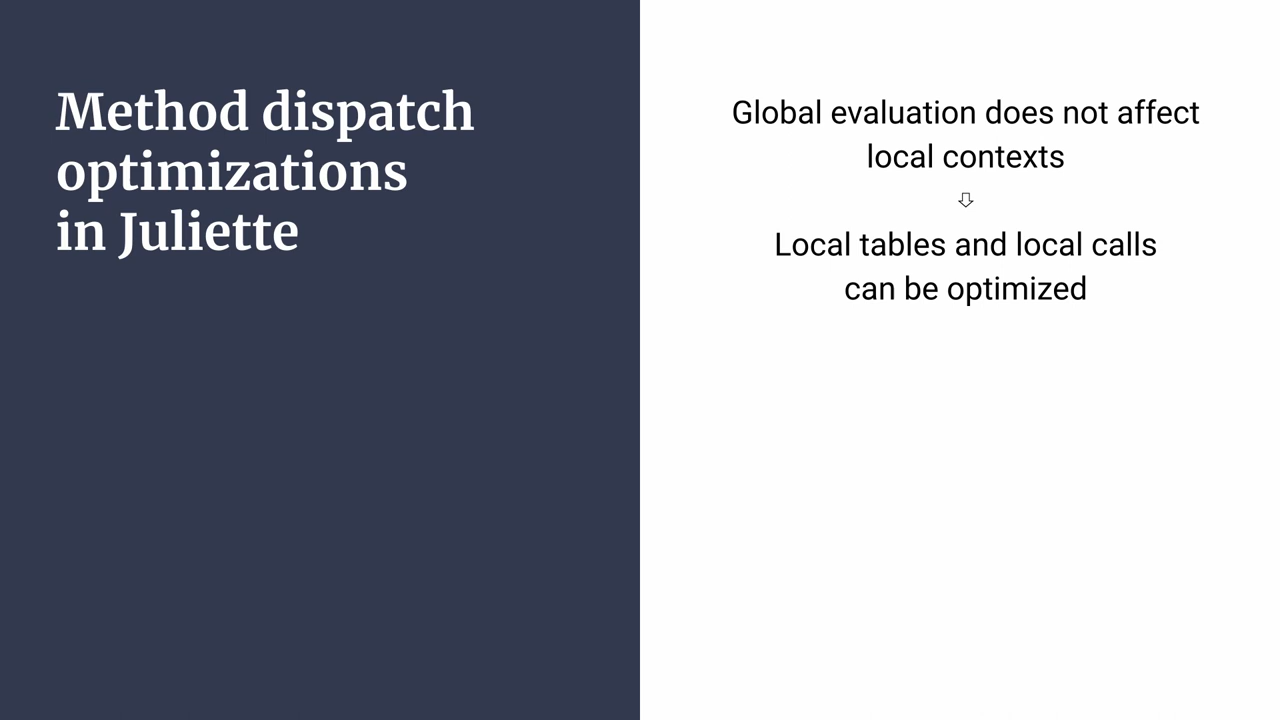 Method dispatch
optimizations
in Juliette
Global evaluation does not affect
local contexts
⇩
Local tables and local calls
can be optimized